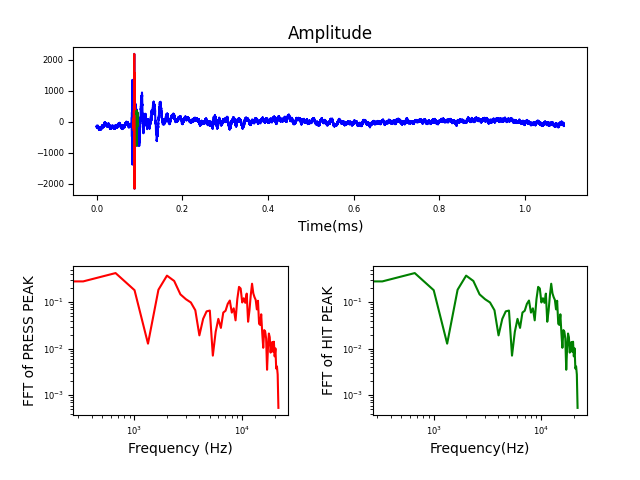 Amplitude
2000
1000
0
−1000
−2000
0.0 0.2 0.4 0.6 0.8 1.0
Time(ms)
FFT of PRESS PEAK
10⁻¹
10⁻²
10⁻³
10³ 10⁴
Frequency (Hz)
FFT of HIT PEAK
10⁻¹
10⁻²
10⁻³
10³ 10⁴
Frequency(Hz)